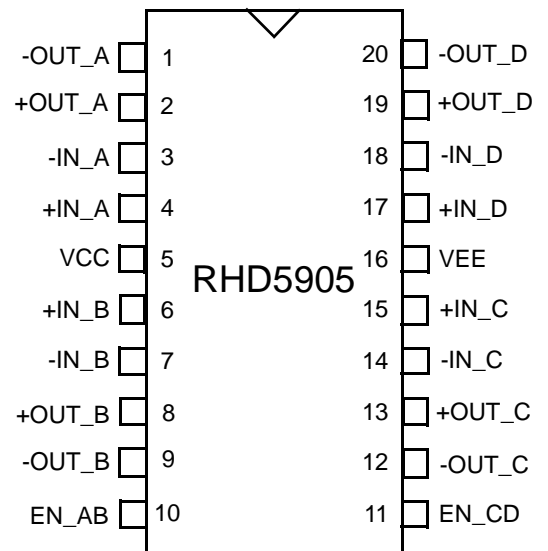 -OUT_A 1 20 -OUT_D
+OUT_A 2 19 +OUT_D
-IN_A 3 18 -IN_D
+IN_A 4 17 +IN_D
VCC 5 16 VEE
RHD5905
+IN_B 6 15 +IN_C
-IN_B 7 14 -IN_C
+OUT_B 8 13 +OUT_C
-OUT_B 9 12 -OUT_C
EN_AB 10 11 EN_CD